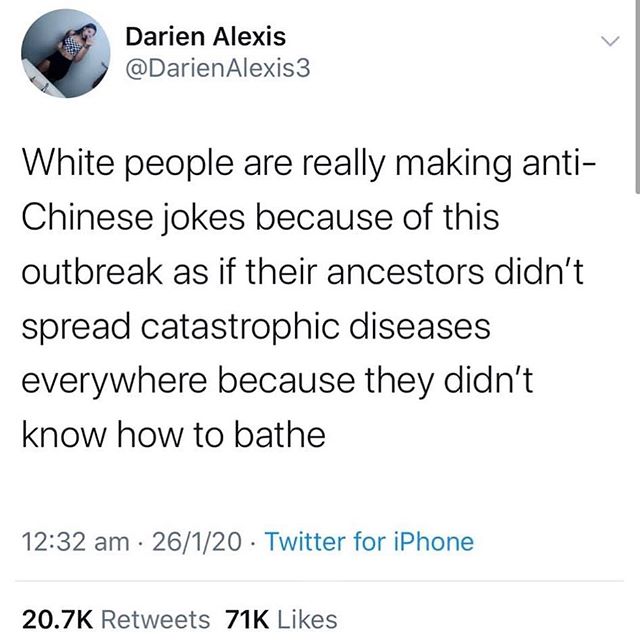 Darien Alexis
@DarienAlexis3
White people are really making anti-
Chinese jokes because of this
outbreak as if their ancestors didn't
spread catastrophic diseases
everywhere because they didn't
know how to bathe
12:32 am · 26/1/20 · Twitter for iPhone
20.7K Retweets 71K Likes